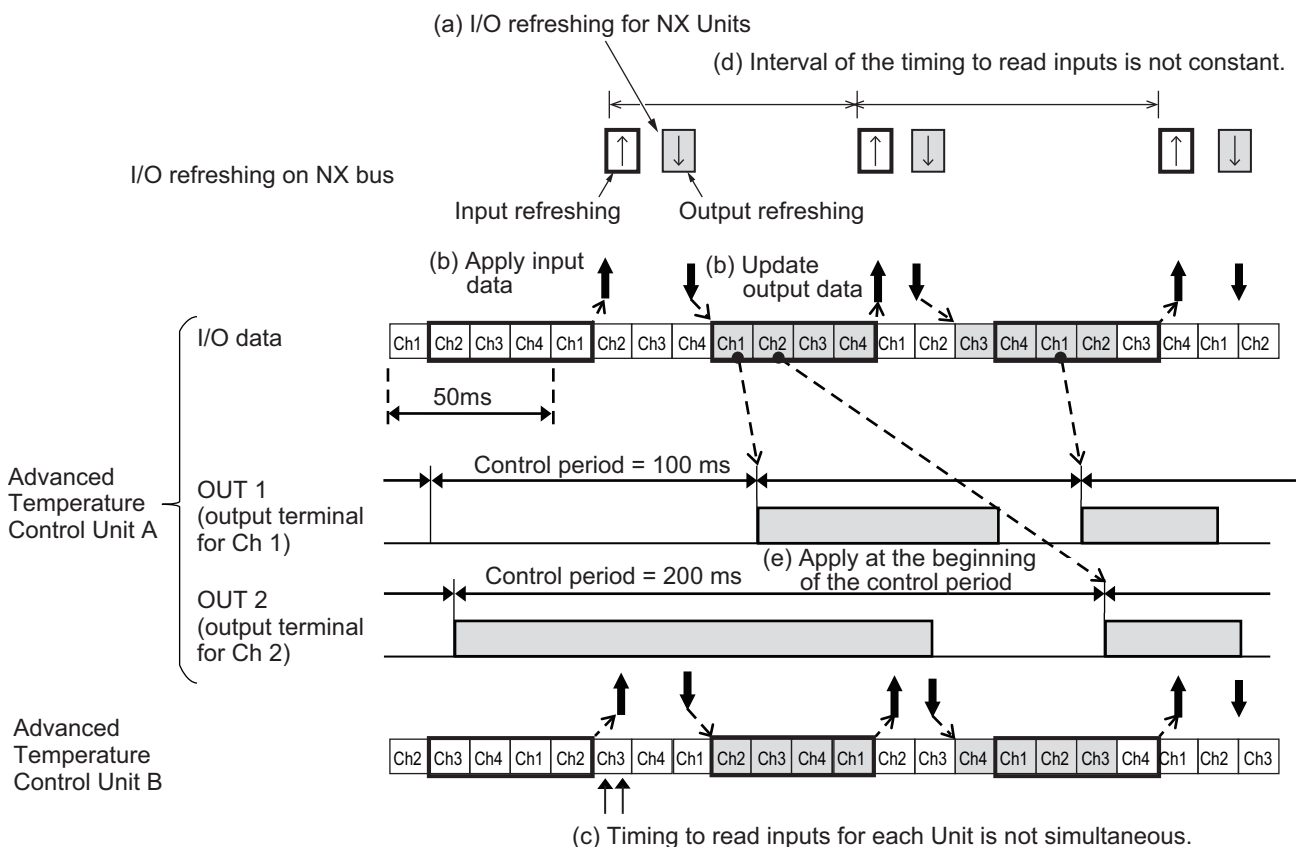 (a) I/O refreshing for NX Units
(d) Interval of the timing to read inputs is not constant.
I/O refreshing on NX bus
Input refreshing
Output refreshing
(b) Apply input
data
(b) Update
output data
I/O data
Ch1 Ch2 Ch3 Ch4 Ch1 Ch2 Ch3 Ch4 Ch1 Ch2 Ch3 Ch4 Ch1 Ch2 Ch3 Ch4 Ch1 Ch2 Ch3 Ch4 Ch1 Ch2
50ms
Advanced
Temperature
Control Unit A
Control period = 100 ms
OUT 1
(output terminal
for Ch 1)
(e) Apply at the beginning
of the control period
Control period = 200 ms
OUT 2
(output terminal
for Ch 2)
Advanced
Temperature
Control Unit B
Ch2 Ch3 Ch4 Ch1 Ch2 Ch3 Ch4 Ch1 Ch2 Ch3 Ch4 Ch1 Ch2 Ch3 Ch4 Ch1 Ch2 Ch3 Ch4 Ch1 Ch2 Ch3
(c) Timing to read inputs for each Unit is not simultaneous.